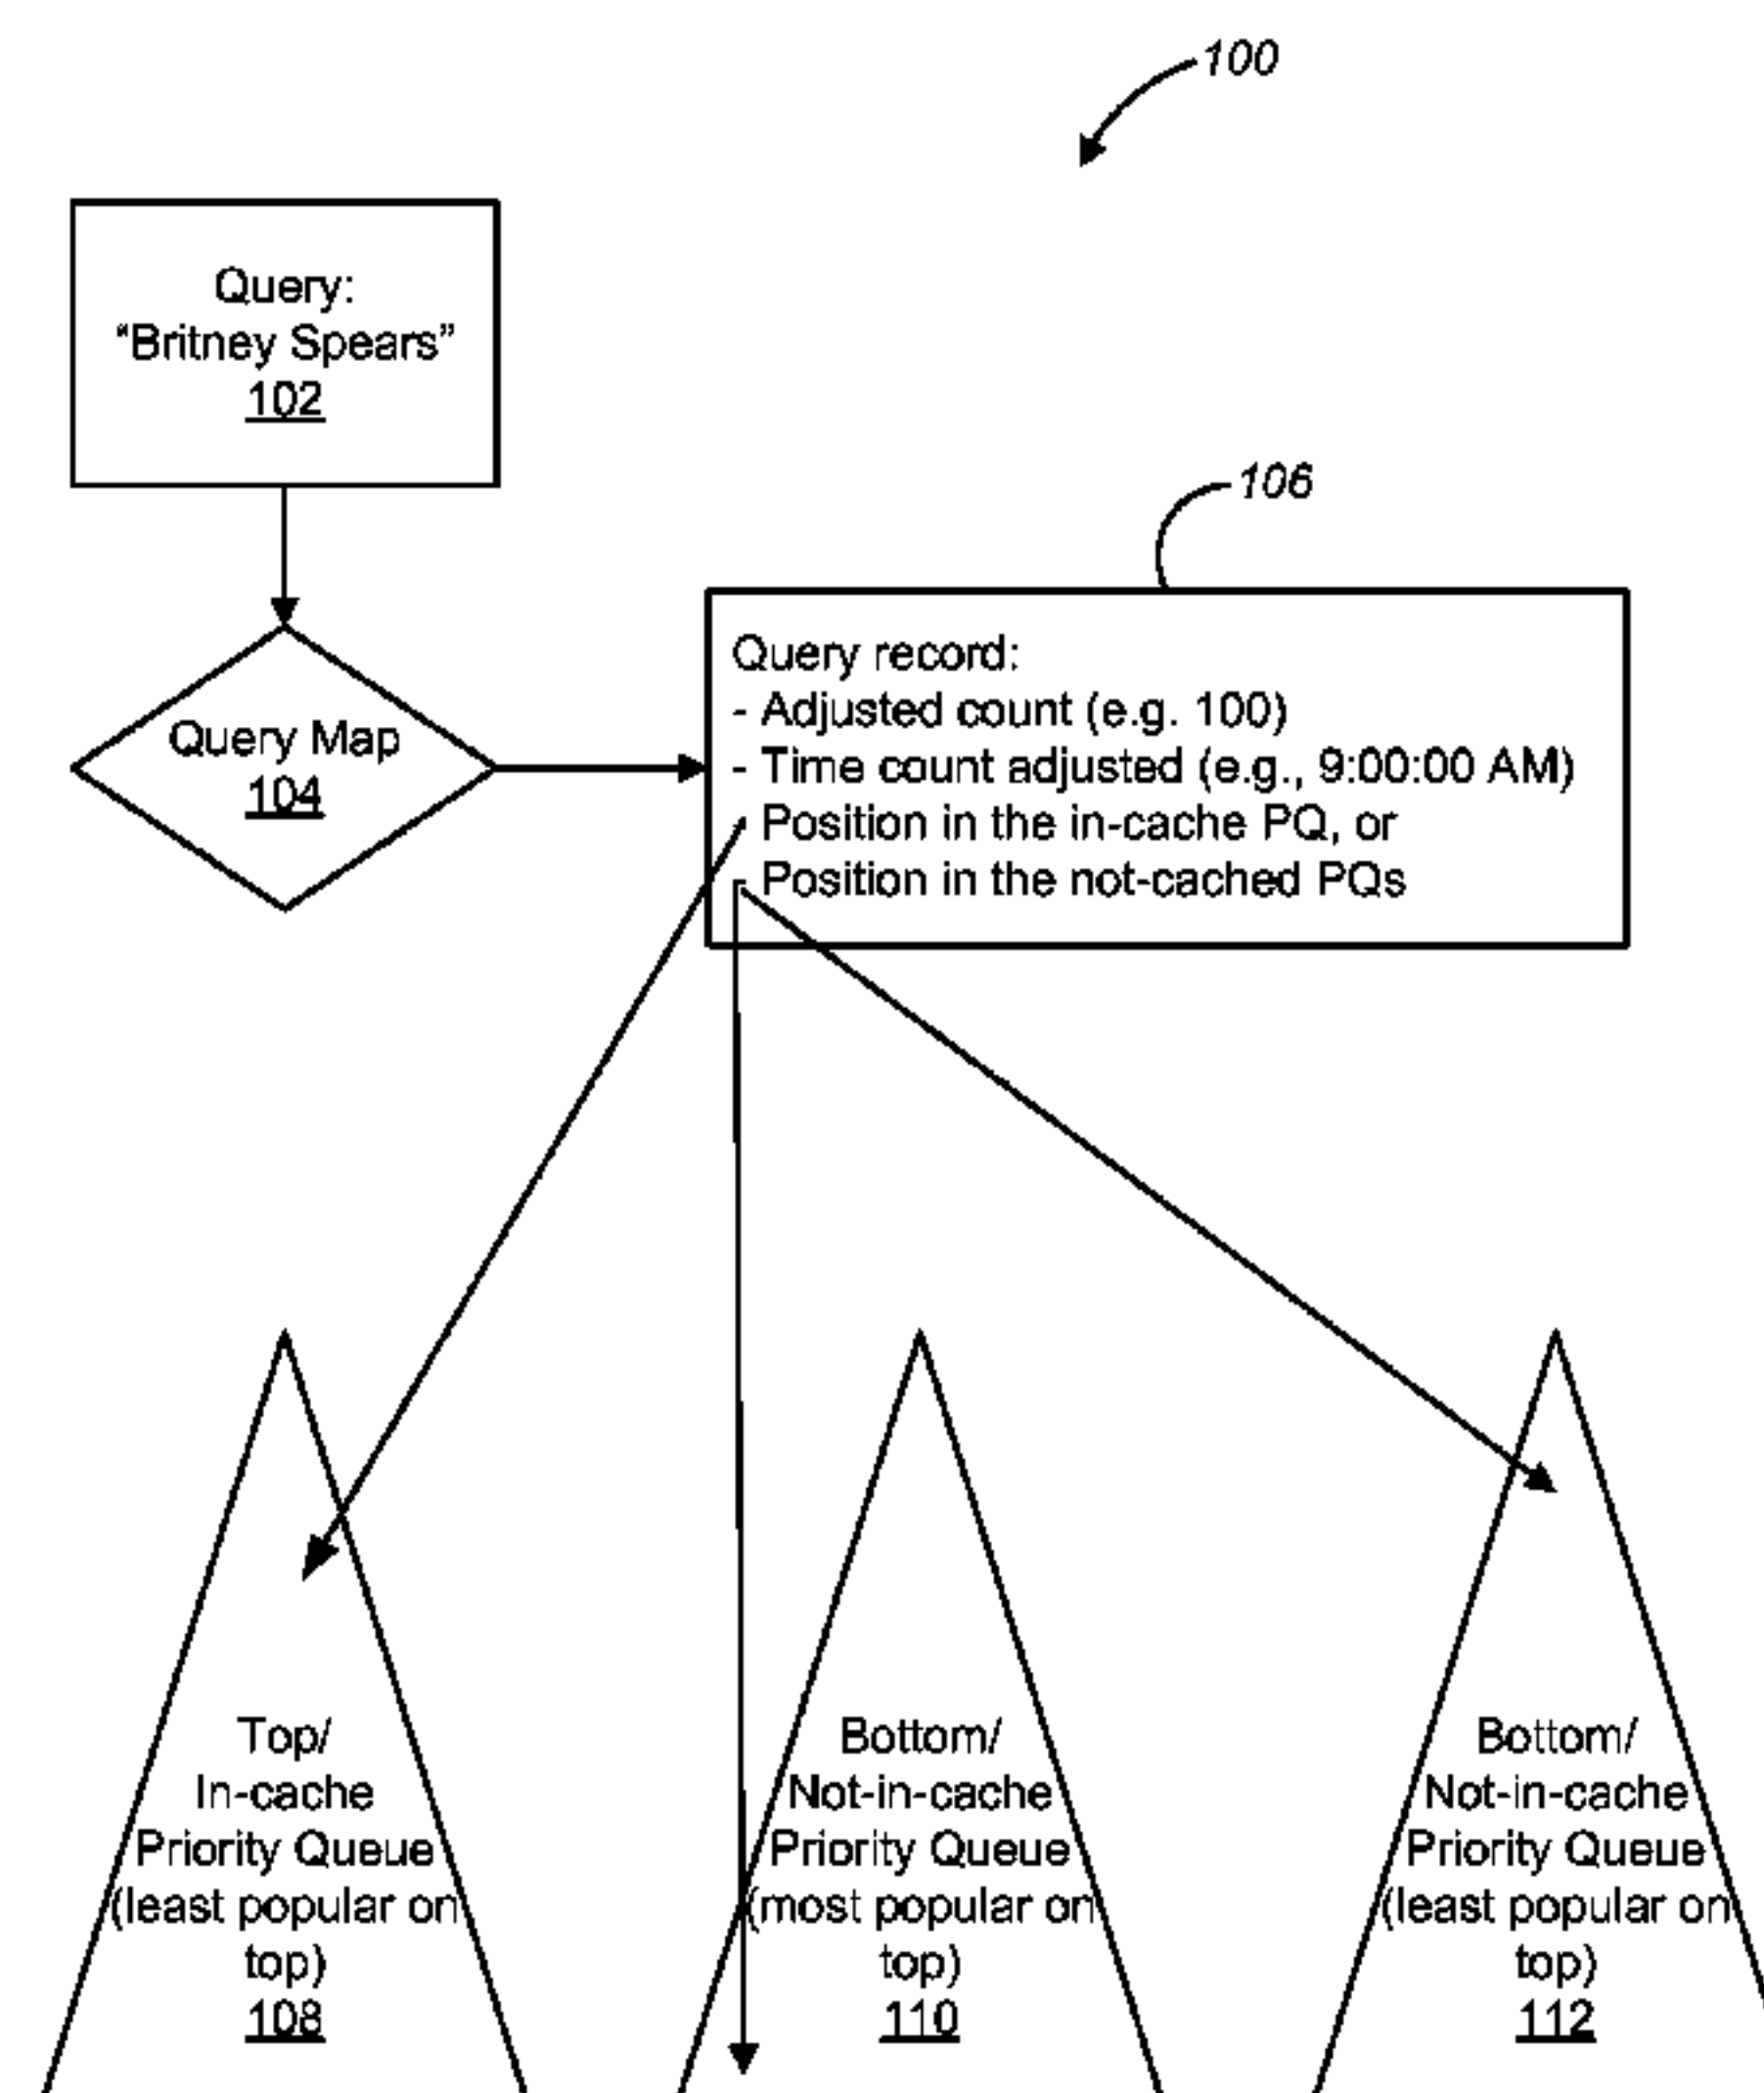 100
Query:
“Britney Spears”
102
106
Query Map
104
Query record:
- Adjusted count (e.g. 100)
- Time count adjusted (e.g., 9:00:00 AM)
- Position in the in-cache PQ, or
- Position in the not-cached PQs
Top/
In-cache
Priority Queue
(least popular on
top)
108
Bottom/
Not-in-cache
Priority Queue
(most popular on
top)
110
Bottom/
Not-in-cache
Priority Queue
(least popular on
top)
112